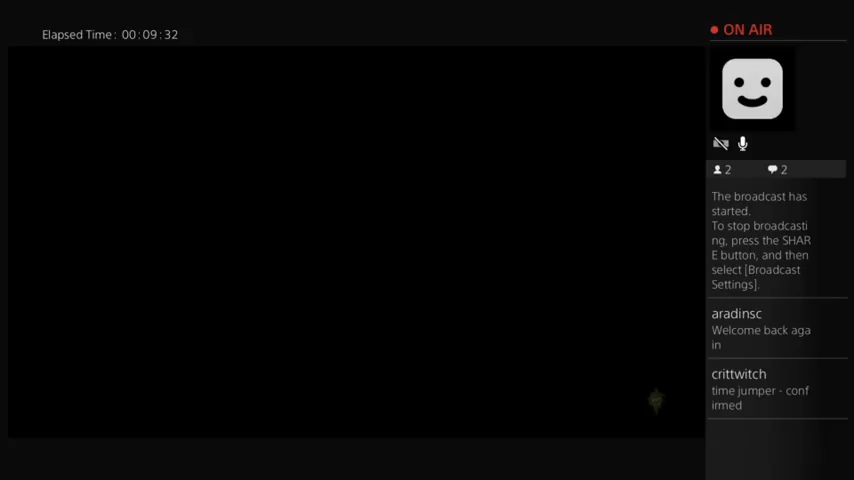 Elapsed Time: 00:09:32
ON AIR
2 2
The broadcast has
started.
To stop broadcasti
ng, press the SHAR
E button, and then
select [Broadcast
Settings].
aradinsc
Welcome back aga
in
crittwitch
time jumper - conf
irmed